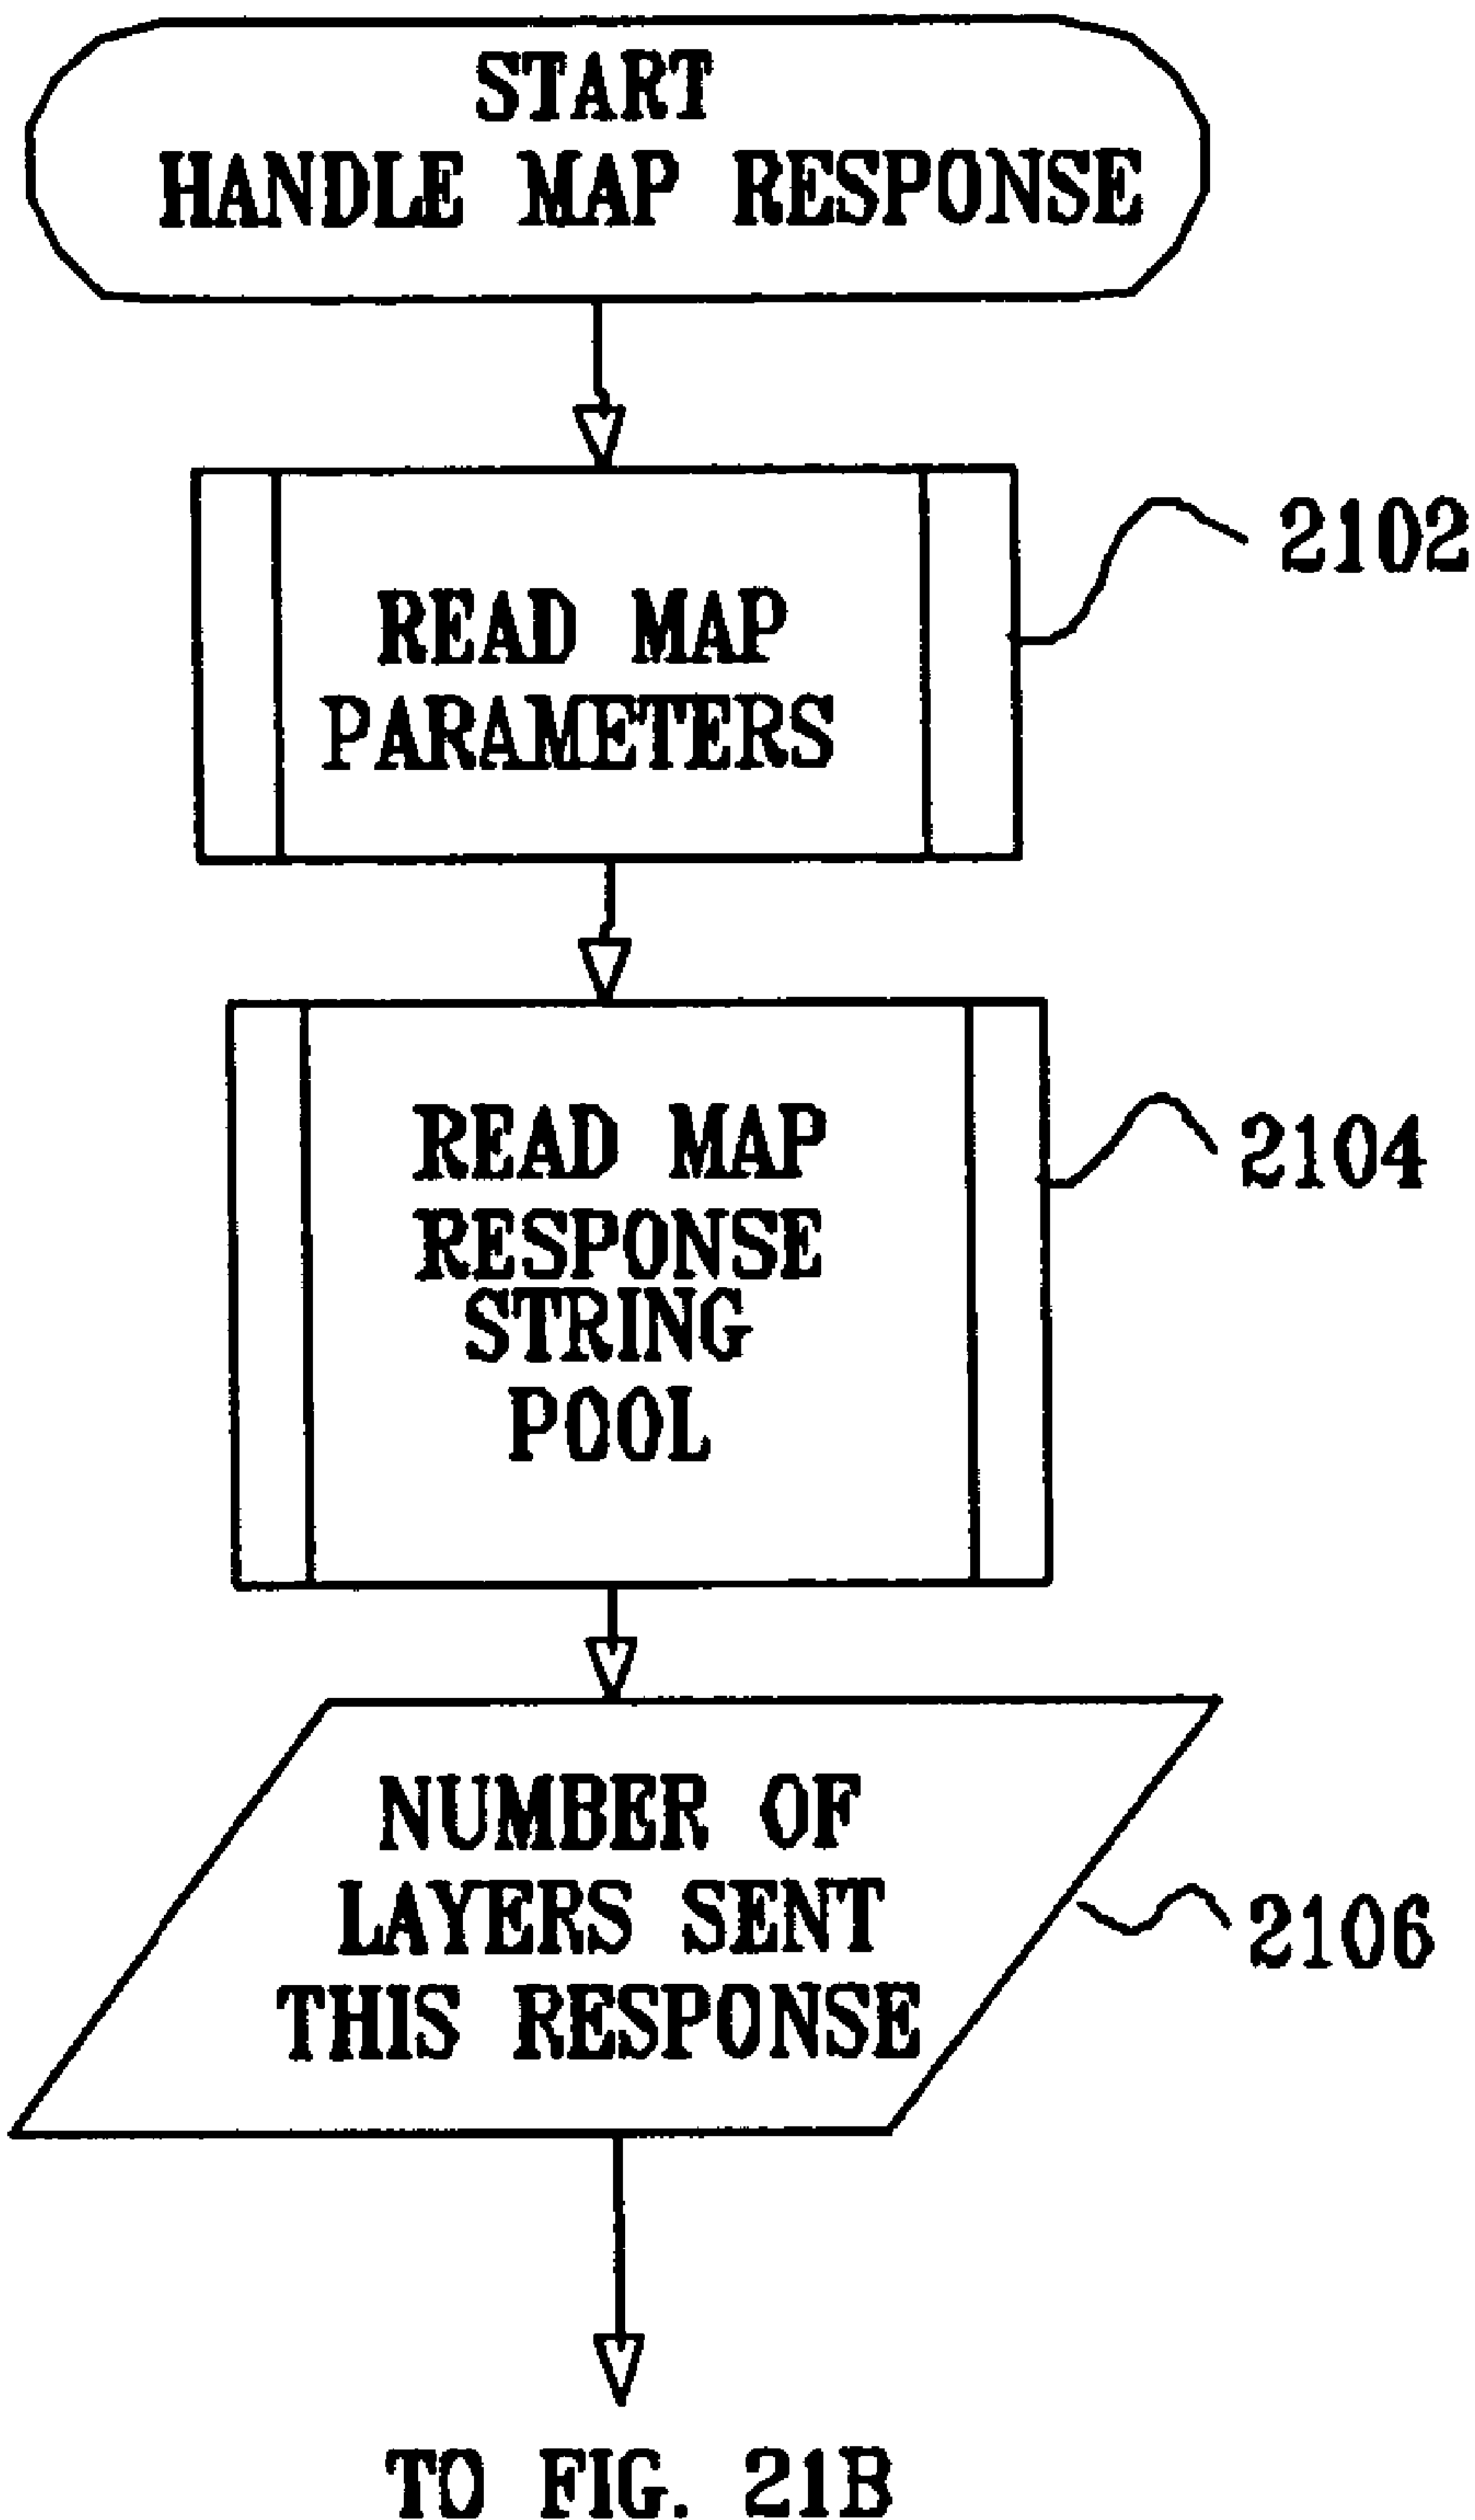 START
HANDLE MAP RESPONSE
READ MAP
PARAMETERS
2102
READ MAP
RESPONSE
STRING
POOL
2104
NUMBER OF
LAYERS SENT
THIS RESPONSE
2106
TO FIG. 21B